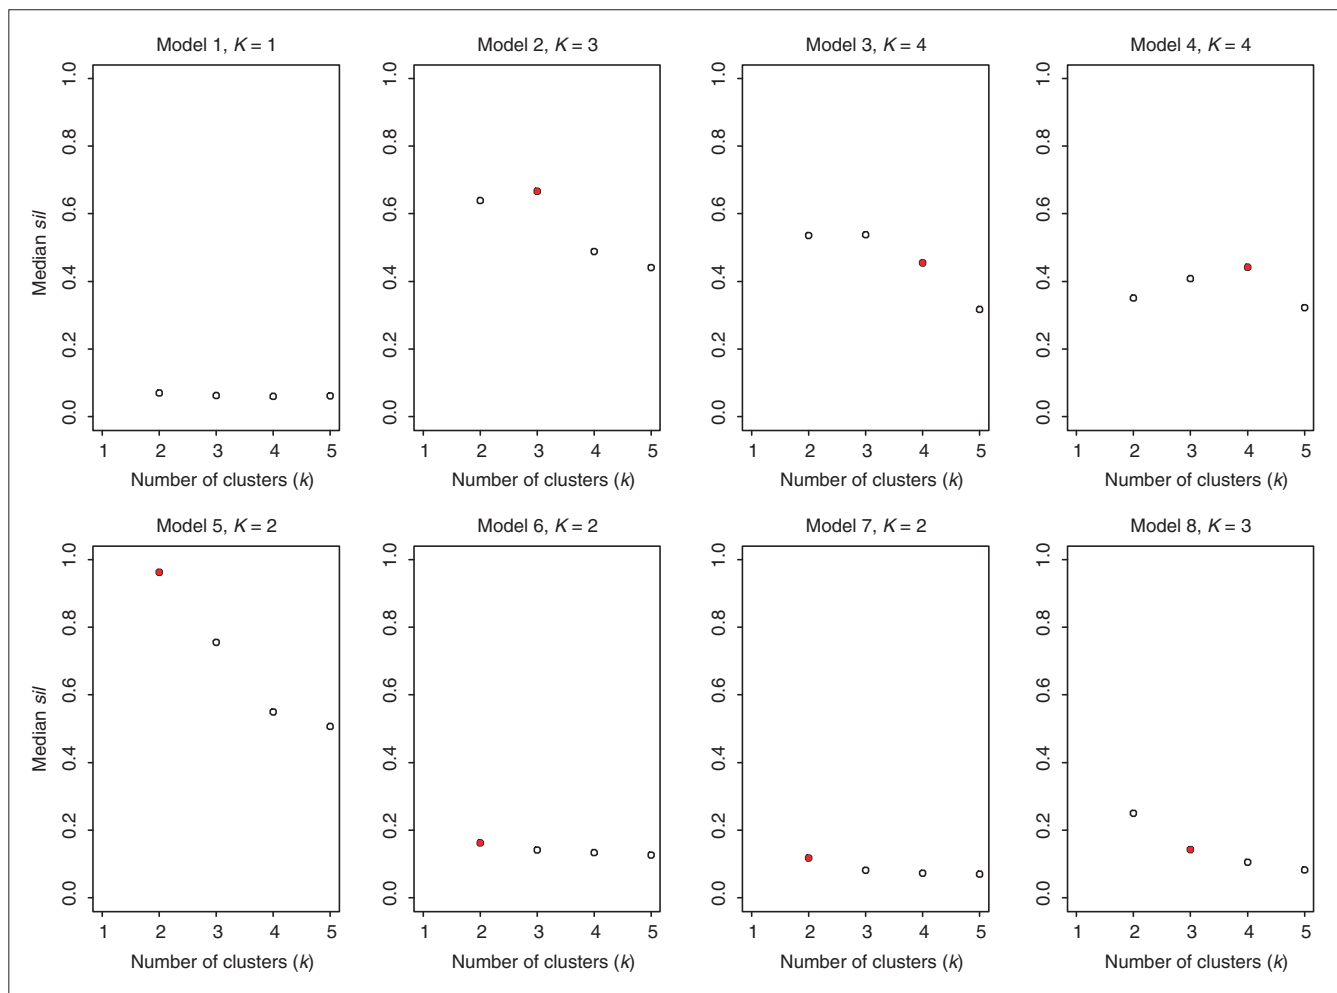 Model 1, K = 1
Model 2, K = 3
Model 3, K = 4
Model 4, K = 4
Median sil
1.0
0.8
0.6
0.4
0.2
0.0
1.0
0.8
0.6
0.4
0.2
0.0
1.0
0.8
0.6
0.4
0.2
0.0
1.0
0.8
0.6
0.4
0.2
0.0
1 2 3 4 5
1 2 3 4 5
1 2 3 4 5
1 2 3 4 5
Number of clusters (k)
Number of clusters (k)
Number of clusters (k)
Number of clusters (k)
Model 5, K = 2
Model 6, K = 2
Model 7, K = 2
Model 8, K = 3
Median sil
1.0
0.8
0.6
0.4
0.2
0.0
1.0
0.8
0.6
0.4
0.2
0.0
1.0
0.8
0.6
0.4
0.2
0.0
1.0
0.8
0.6
0.4
0.2
0.0
1 2 3 4 5
1 2 3 4 5
1 2 3 4 5
1 2 3 4 5
Number of clusters (k)
Number of clusters (k)
Number of clusters (k)
Number of clusters (k)